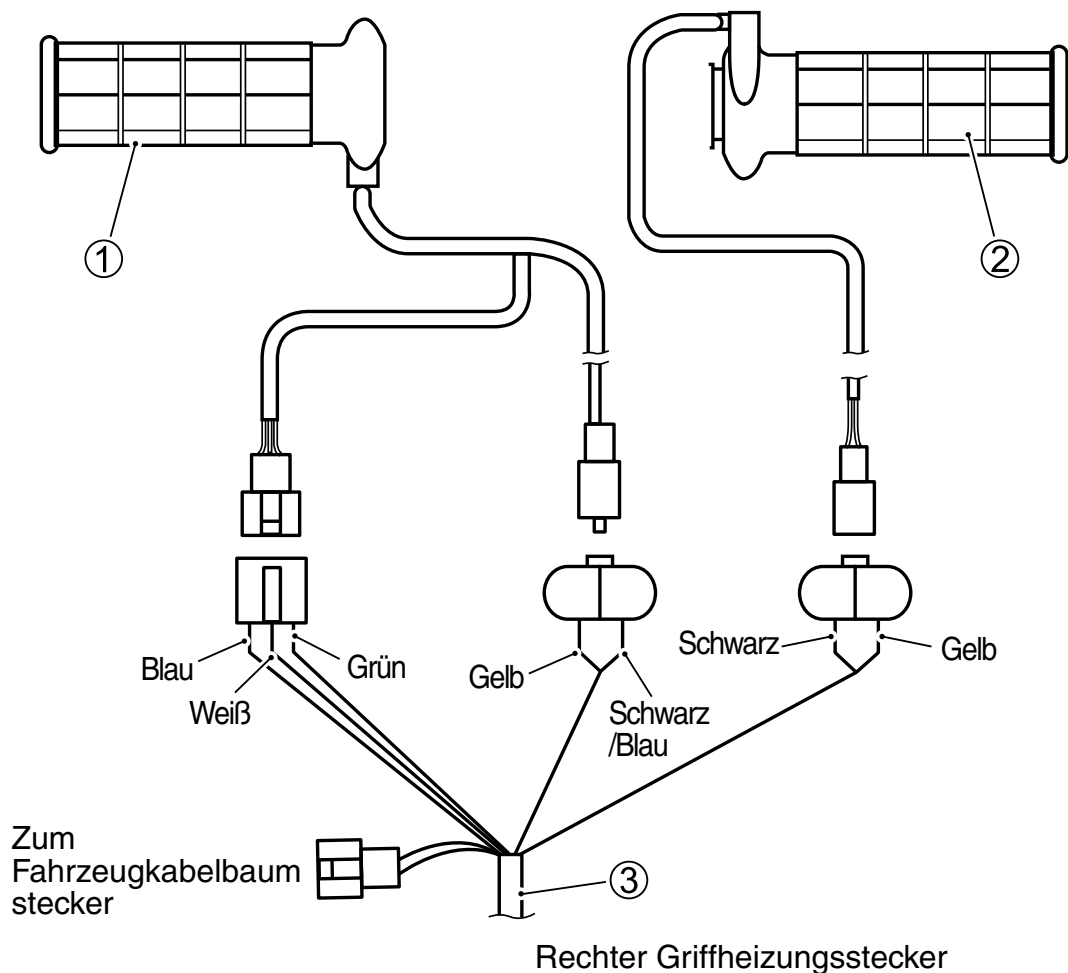 ①
②
Blau
Weiß
Grün
Gelb
Schwarz
/Blau
Schwarz
Gelb
Zum
Fahrzeugkabelbaum
stecker
③
Rechter Griffheizungsstecker